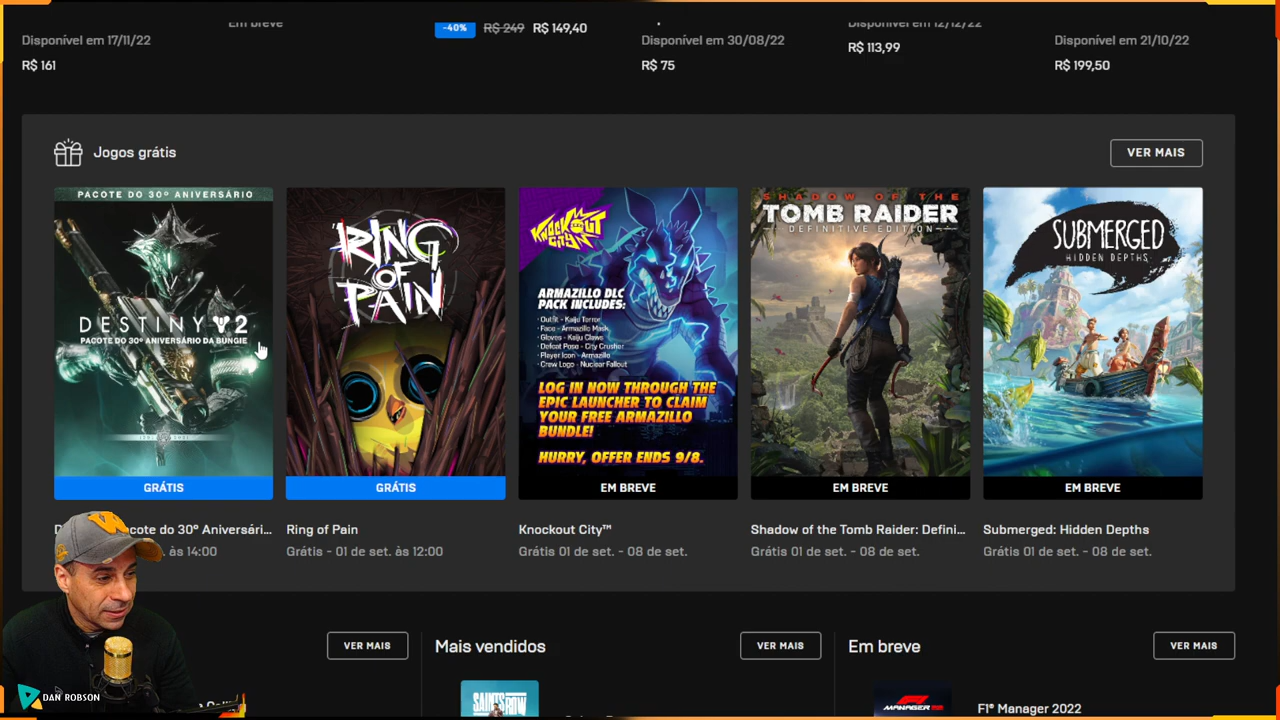 Em breve
-40% R$ 249 R$ 149,40
Disponível em 12/12/22
Disponível em 17/11/22
R$ 161
Disponível em 30/08/22
R$ 75
R$ 113,99
Disponível em 21/10/22
R$ 199,50
Jogos grátis
VER MAIS
PACOTE DO 30º ANIVERSÁRIO
DESTINY 2
PACOTE DO 30º ANIVERSÁRIO DA BUNGIE
GRÁTIS
RING
OF
PAIN
GRÁTIS
KNOCKOUT
CITY
ARMAZILLO DLC
PACK INCLUDES:
· Outfit - Kaiju Terror
· Face - Armazillo Mask
· Gloves - Kaiju Claws
· Defeat Pose - City Crusher
· Player Icon - Armazillo
· Crew Logo - Nuclear Fallout
LOG IN NOW THROUGH THE
EPIC LAUNCHER TO CLAIM
YOUR FREE ARMAZILLO
BUNDLE!
HURRY, OFFER ENDS 9/8.
EM BREVE
SHADOW OF THE
TOMB RAIDER
DEFINITIVE EDITION
EM BREVE
SUBMERGED
HIDDEN DEPTHS
EM BREVE
acote do 30º Aniversári...
às 14:00
Ring of Pain
Grátis - 01 de set. às 12:00
Knockout City™
Grátis 01 de set. - 08 de set.
Shadow of the Tomb Raider: Defini...
Grátis 01 de set. - 08 de set.
Submerged: Hidden Depths
Grátis 01 de set. - 08 de set.
VER MAIS
Mais vendidos
VER MAIS
Em breve
VER MAIS
SAINTS ROW
MANAGER
F1® Manager 2022
DAN ROBSON